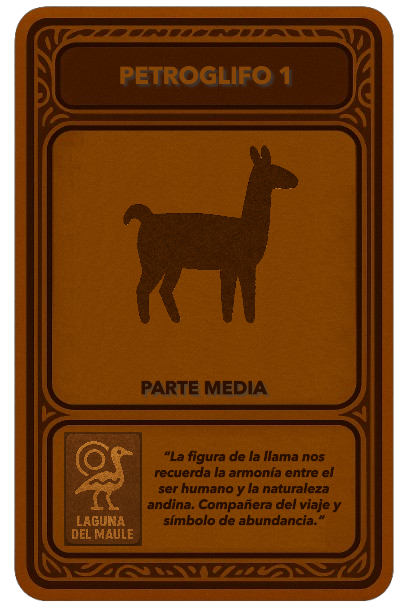 PETROGLIFO 1
PARTE MEDIA
"La figura de la llama nos
recuerda la armonía entre el
ser humano y la naturaleza
andina. Compañera del viaje y
símbolo de abundancia."
LAGUNA
DEL MAULE